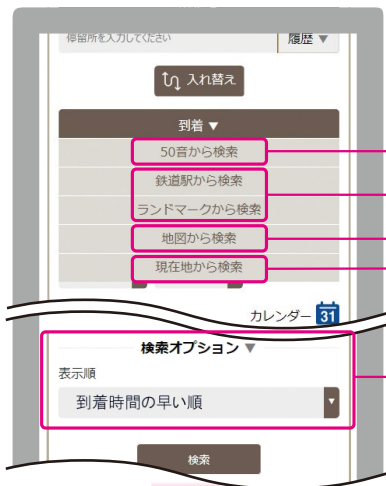 停留所を入力してください
履歴 ▼
入れ替え
到着 ▼
50音から検索
鉄道駅から検索
ランドマークから検索
地図から検索
現在地から検索
カレンダー 31
検索オプション ▼
表示順
到着時間の早い順 ▼
検索